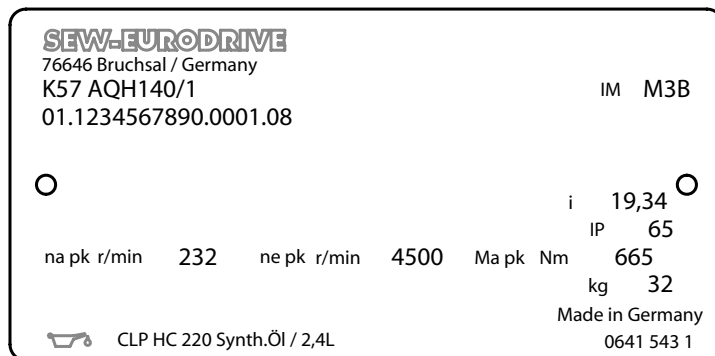 SEW-EURODRIVE
76646 Bruchsal / Germany
K57 AQH140/1 IM M3B
01.1234567890.0001.08
i 19,34
IP 65
na pk r/min 232 ne pk r/min 4500 Ma pk Nm 665
kg 32
Made in Germany
CLP HC 220 Synth.Öl / 2,4L 0641 543 1